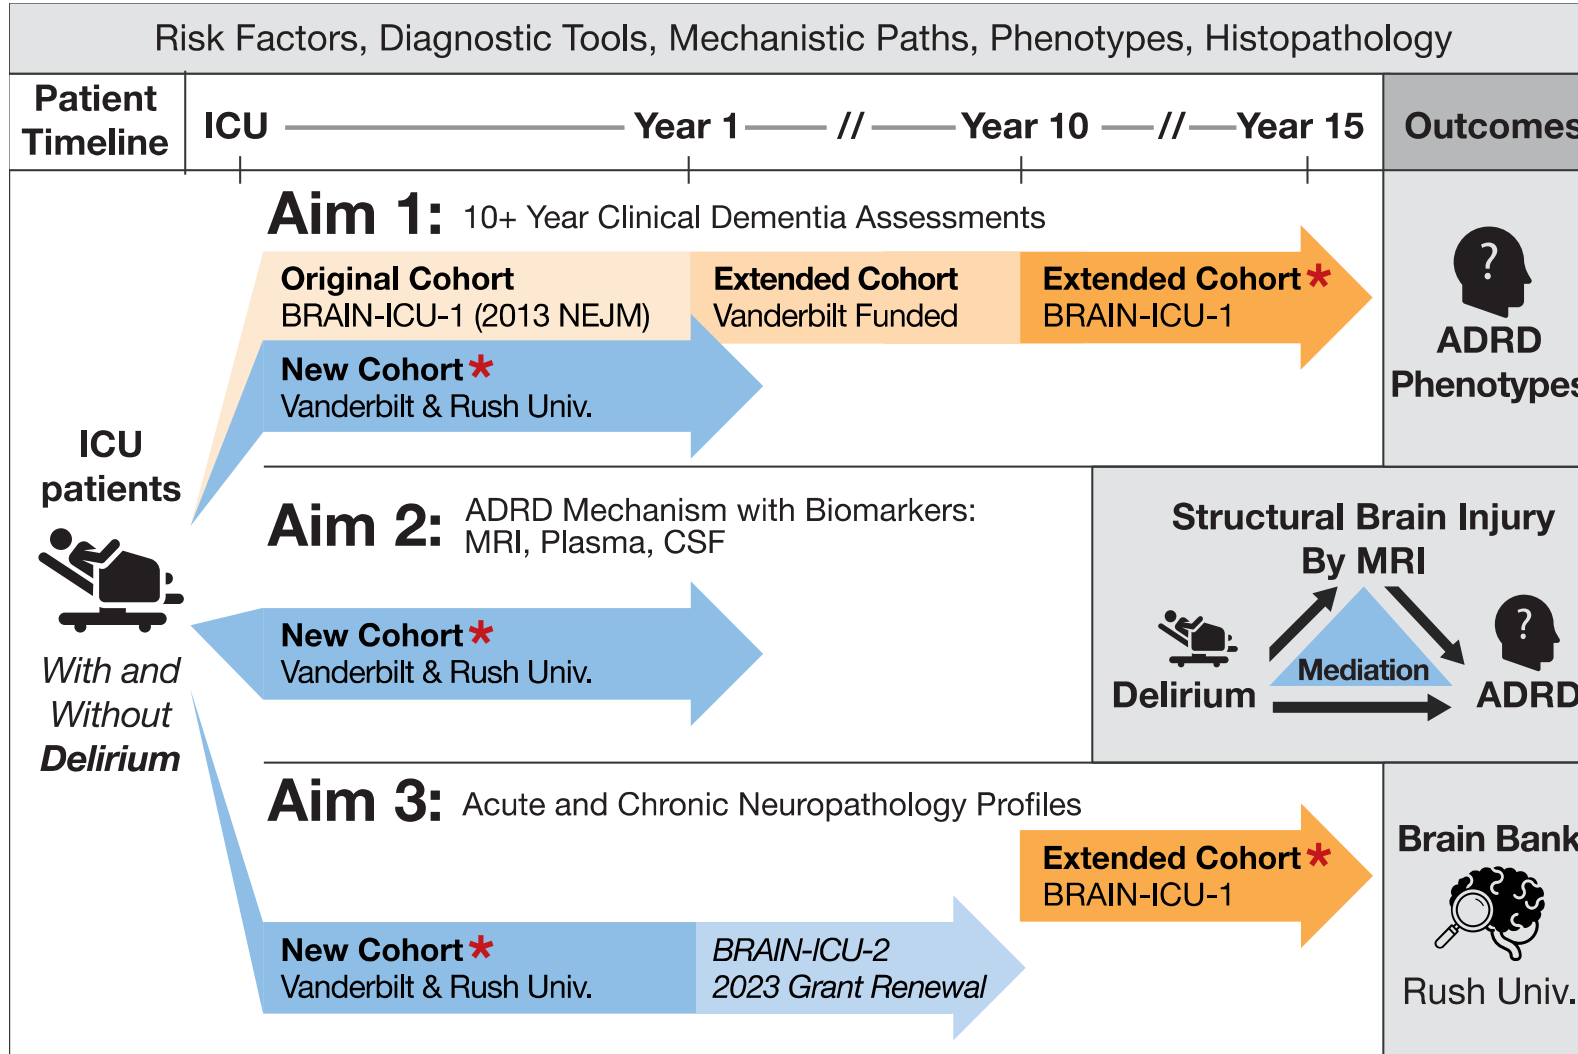 Risk Factors, Diagnostic Tools, Mechanistic Paths, Phenotypes, Histopathology
Patient
Timeline
ICU
Year 1
//
Year 10
//
Year 15
Outcomes
Aim 1: 10+ Year Clinical Dementia Assessments
Original Cohort
BRAIN-ICU-1 (2013 NEJM)
Extended Cohort
Vanderbilt Funded
Extended Cohort*
BRAIN-ICU-1
New Cohort*
Vanderbilt & Rush Univ.
?
ADRD
Phenotypes
ICU
patients
With and
Without
Delirium
Aim 2: ADRD Mechanism with Biomarkers:
MRI, Plasma, CSF
New Cohort*
Vanderbilt & Rush Univ.
Structural Brain Injury
By MRI
Mediation
Delirium
?
ADRD
Aim 3: Acute and Chronic Neuropathology Profiles
Extended Cohort*
BRAIN-ICU-1
New Cohort*
Vanderbilt & Rush Univ.
BRAIN-ICU-2
2023 Grant Renewal
Brain Bank
Rush Univ.